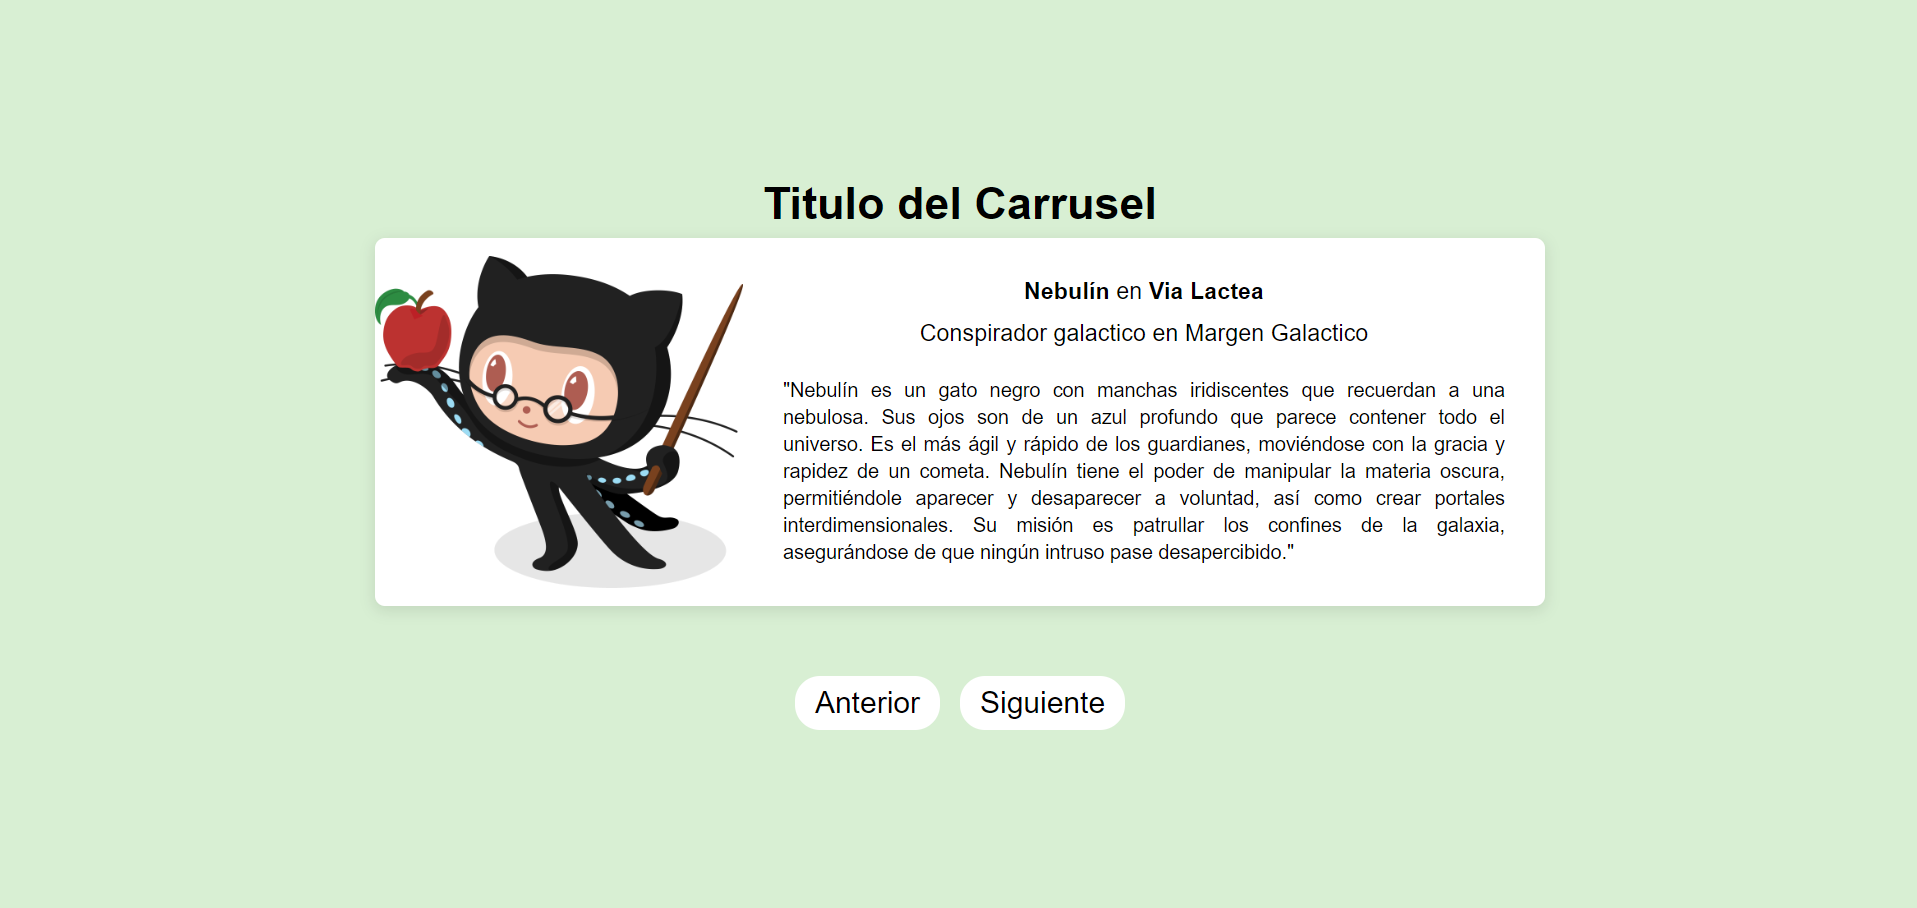 Titulo del Carrusel
Nebulín en Via Lactea
Conspirador galactico en Margen Galactico
"Nebulín es un gato negro con manchas iridiscentes que recuerdan a una
nebulosa. Sus ojos son de un azul profundo que parece contener todo el
universo. Es el más ágil y rápido de los guardianes, moviéndose con la gracia y
rapidez de un cometa. Nebulín tiene el poder de manipular la materia oscura,
permitiéndole aparecer y desaparecer a voluntad, así como crear portales
interdimensionales. Su misión es patrullar los confines de la galaxia,
asegurándose de que ningún intruso pase desapercibido."
Anterior Siguiente